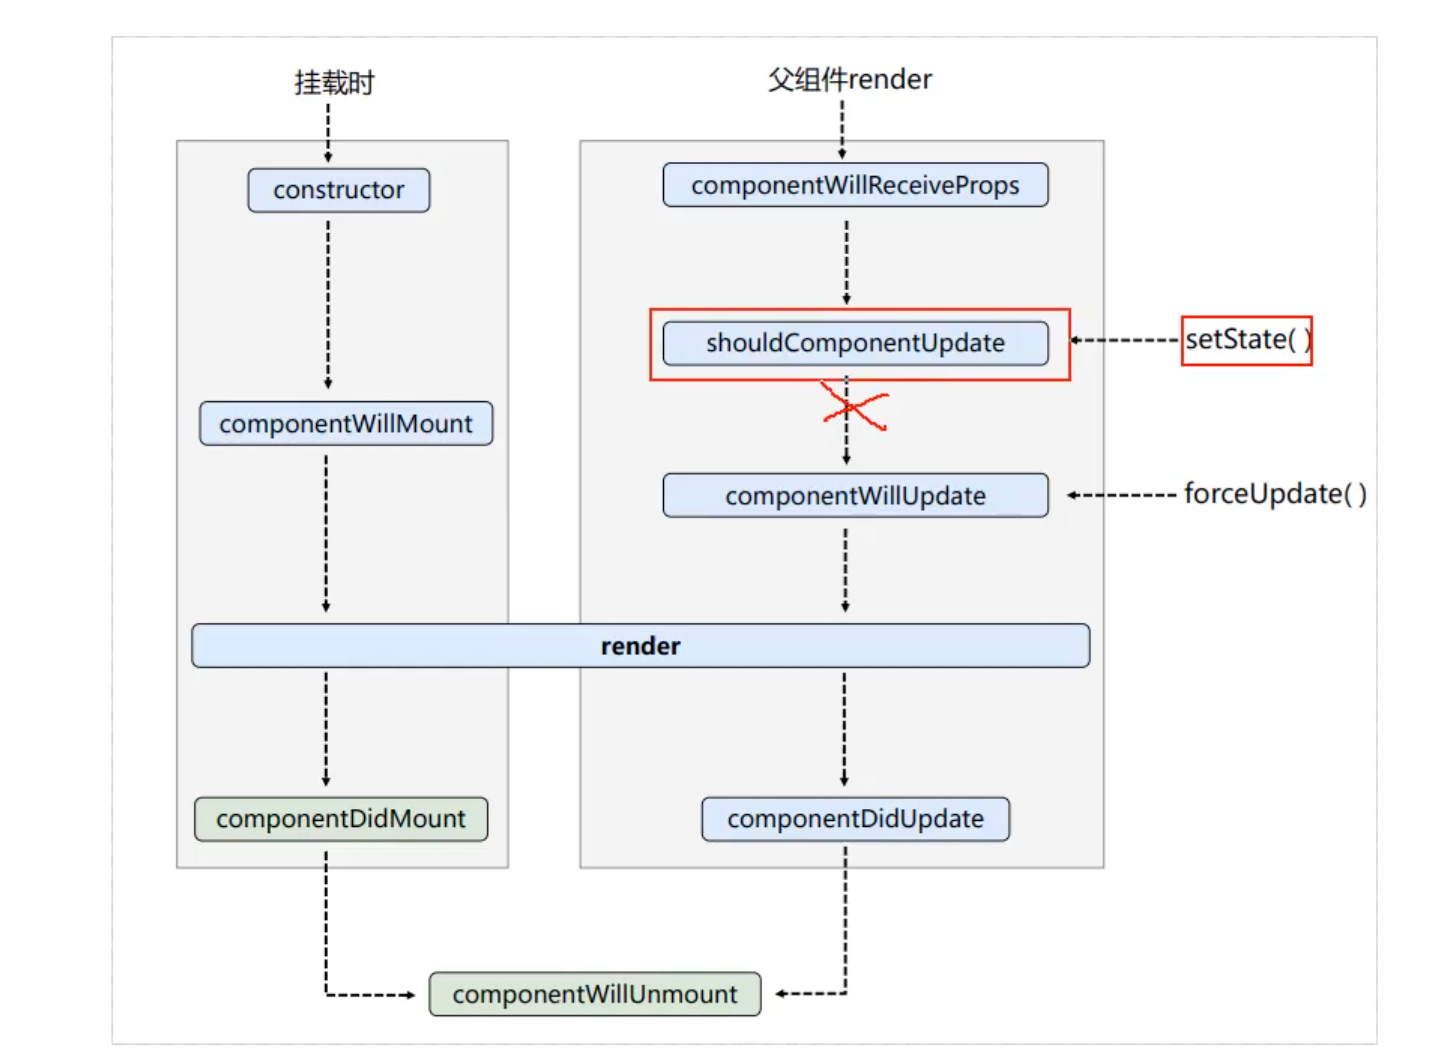 挂载时
父组件render
constructor
componentWillReceiveProps
shouldComponentUpdate
setState( )
componentWillMount
componentWillUpdate
forceUpdate( )
render
componentDidMount
componentDidUpdate
componentWillUnmount